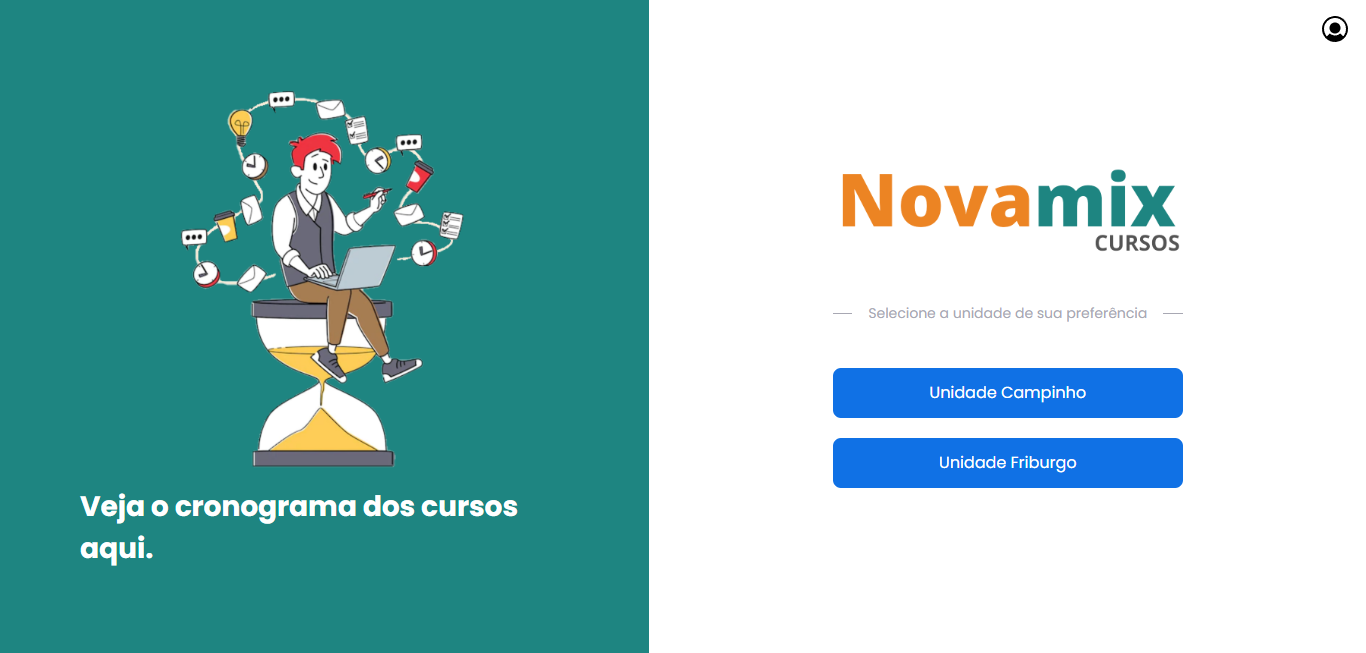 Veja o cronograma dos cursos
aqui.
Novamix
CURSOS
Selecione a unidade de sua preferência
Unidade Campinho
Unidade Friburgo